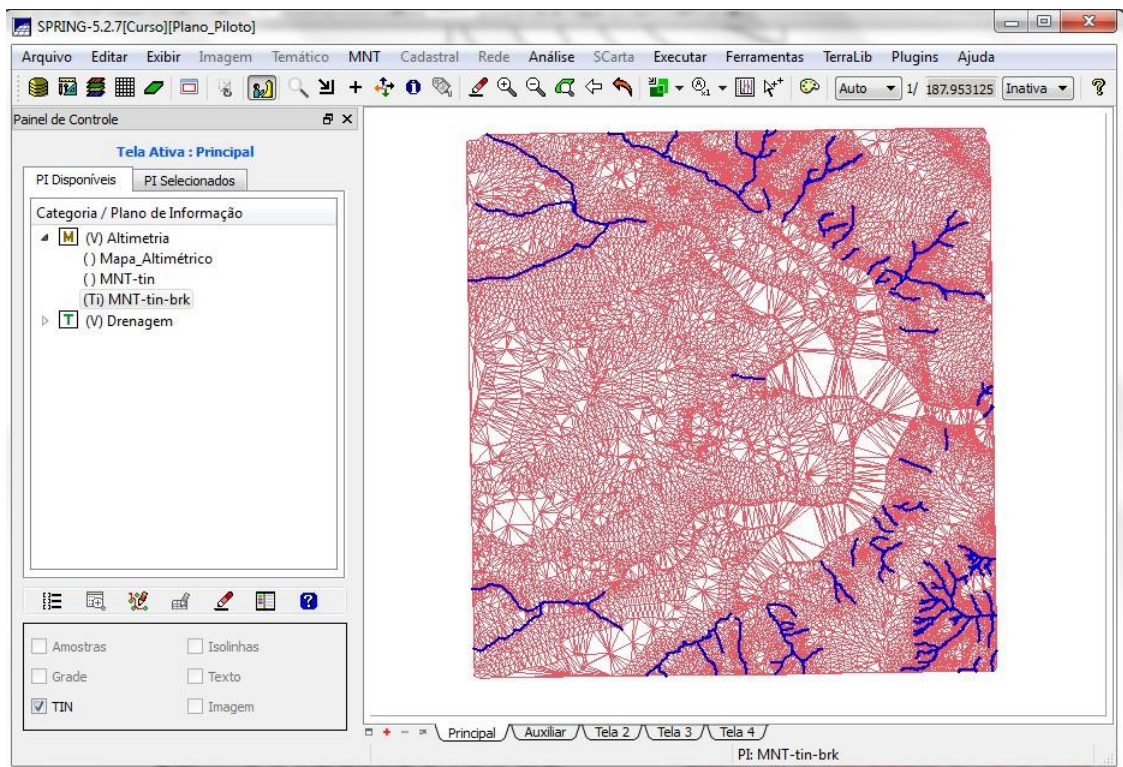 SPRING-5.2.7[Curso][Plano_Piloto]
Arquivo Editar Exibir Imagem Temático MNT Cadastral Rede Análise SCarta Executar Ferramentas TerraLib Plugins Ajuda
Auto 1/ 187.953125 Inativa
Painel de Controle
Tela Ativa : Principal
PI Disponíveis PI Selecionados
Categoria / Plano de Informação
M (V) Altimetria
( ) Mapa_Altimétrico
( ) MNT-tin
(Ti) MNT-tin-brk
T (V) Drenagem
Amostras Isolinhas
Grade Texto
TIN Imagem
Principal Auxiliar Tela 2 Tela 3 Tela 4
PI: MNT-tin-brk